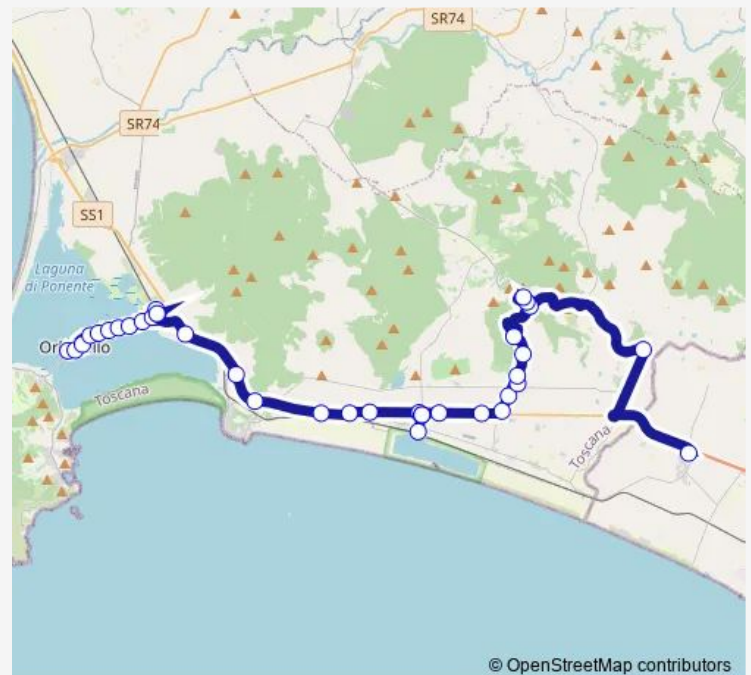 SR74
SR74
SS1
Laguna
di Ponente
Toscana
Toscana
© OpenStreetMap contributors